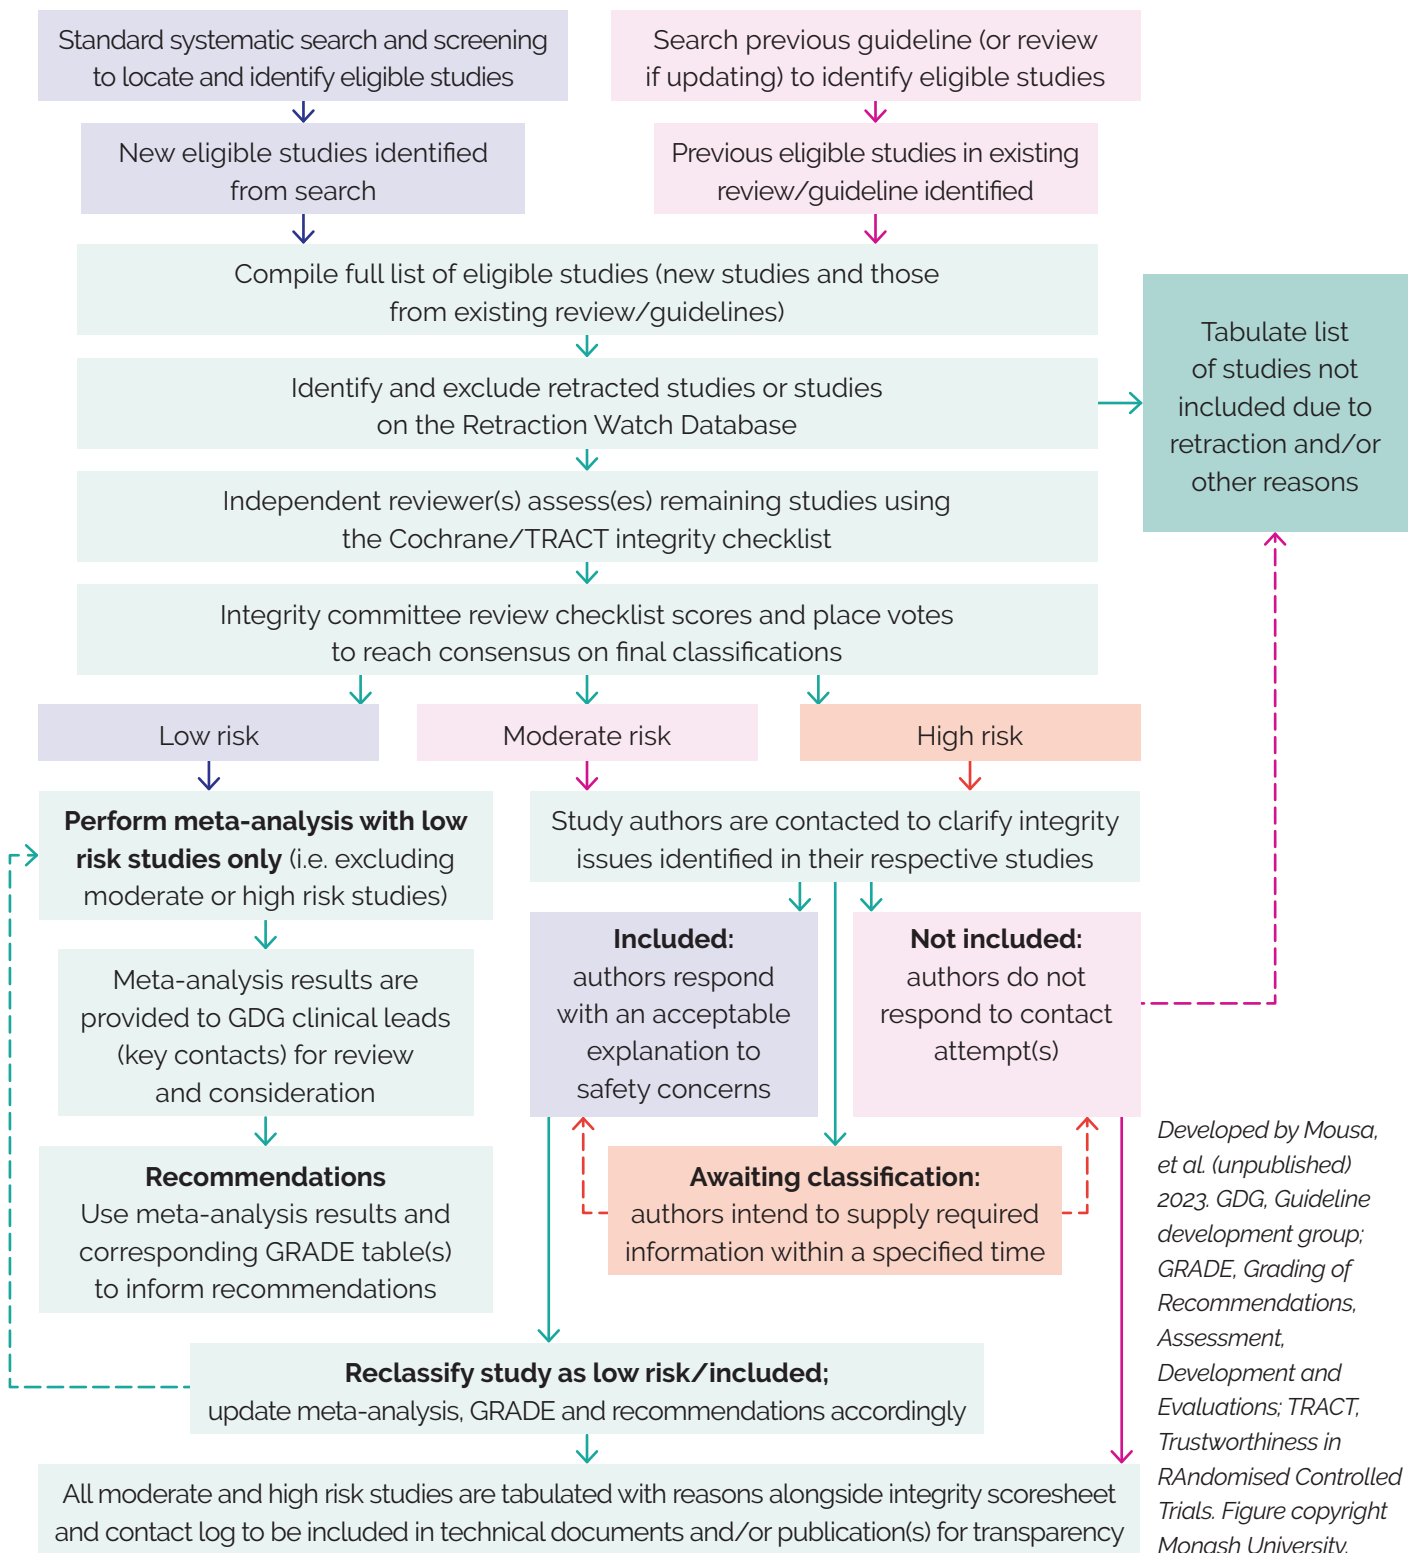 Standard systematic search and screening
to locate and identify eligible studies
Search previous guideline (or review
if updating) to identify eligible studies
New eligible studies identified
from search
Previous eligible studies in existing
review/guideline identified
Compile full list of eligible studies (new studies and those
from existing review/guidelines)
Identify and exclude retracted studies or studies
on the Retraction Watch Database
Tabulate list
of studies not
included due to
retraction and/or
other reasons
Independent reviewer(s) assess(es) remaining studies using
the Cochrane/TRACT integrity checklist
Integrity committee review checklist scores and place votes
to reach consensus on final classifications
Low risk
Moderate risk
High risk
Perform meta-analysis with low
risk studies only (i.e. excluding
moderate or high risk studies)
Study authors are contacted to clarify integrity
issues identified in their respective studies
Meta-analysis results are
provided to GDG clinical leads
(key contacts) for review
and consideration
Included:
authors respond
with an acceptable
explanation to
safety concerns
Not included:
authors do not
respond to contact
attempt(s)
Recommendations
Use meta-analysis results and
corresponding GRADE table(s)
to inform recommendations
Awaiting classification:
authors intend to supply required
information within a specified time
Reclassify study as low risk/included;
update meta-analysis, GRADE and recommendations accordingly
All moderate and high risk studies are tabulated with reasons alongside integrity scoresheet
and contact log to be included in technical documents and/or publication(s) for transparency
Developed by Mousa,
et al. (unpublished)
2023. GDG, Guideline
development group;
GRADE, Grading of
Recommendations,
Assessment,
Development and
Evaluations; TRACT,
Trustworthiness in
RAndomised Controlled
Trials. Figure copyright
Monash University.